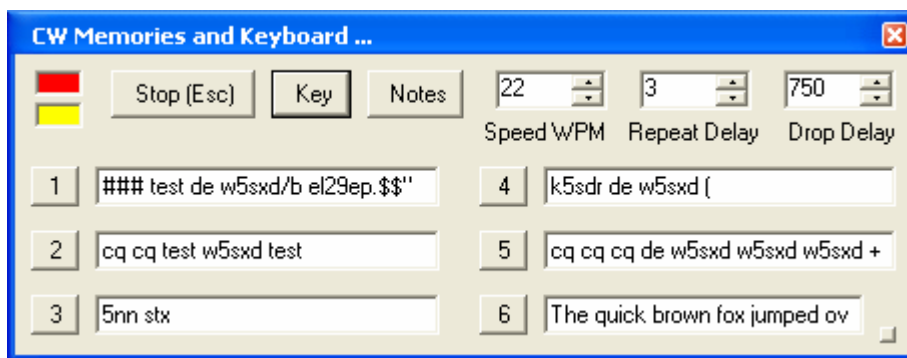 CW Memories and Keyboard ...
Stop (Esc) Key Notes 22 3 750
Speed WPM Repeat Delay Drop Delay
1 ### test de w5sxd/b el29ep.$$" 4 k5sdr de w5sxd (
2 cq cq test w5sxd test 5 cq cq cq de w5sxd w5sxd w5sxd +
3 5nn stx 6 The quick brown fox jumped ov